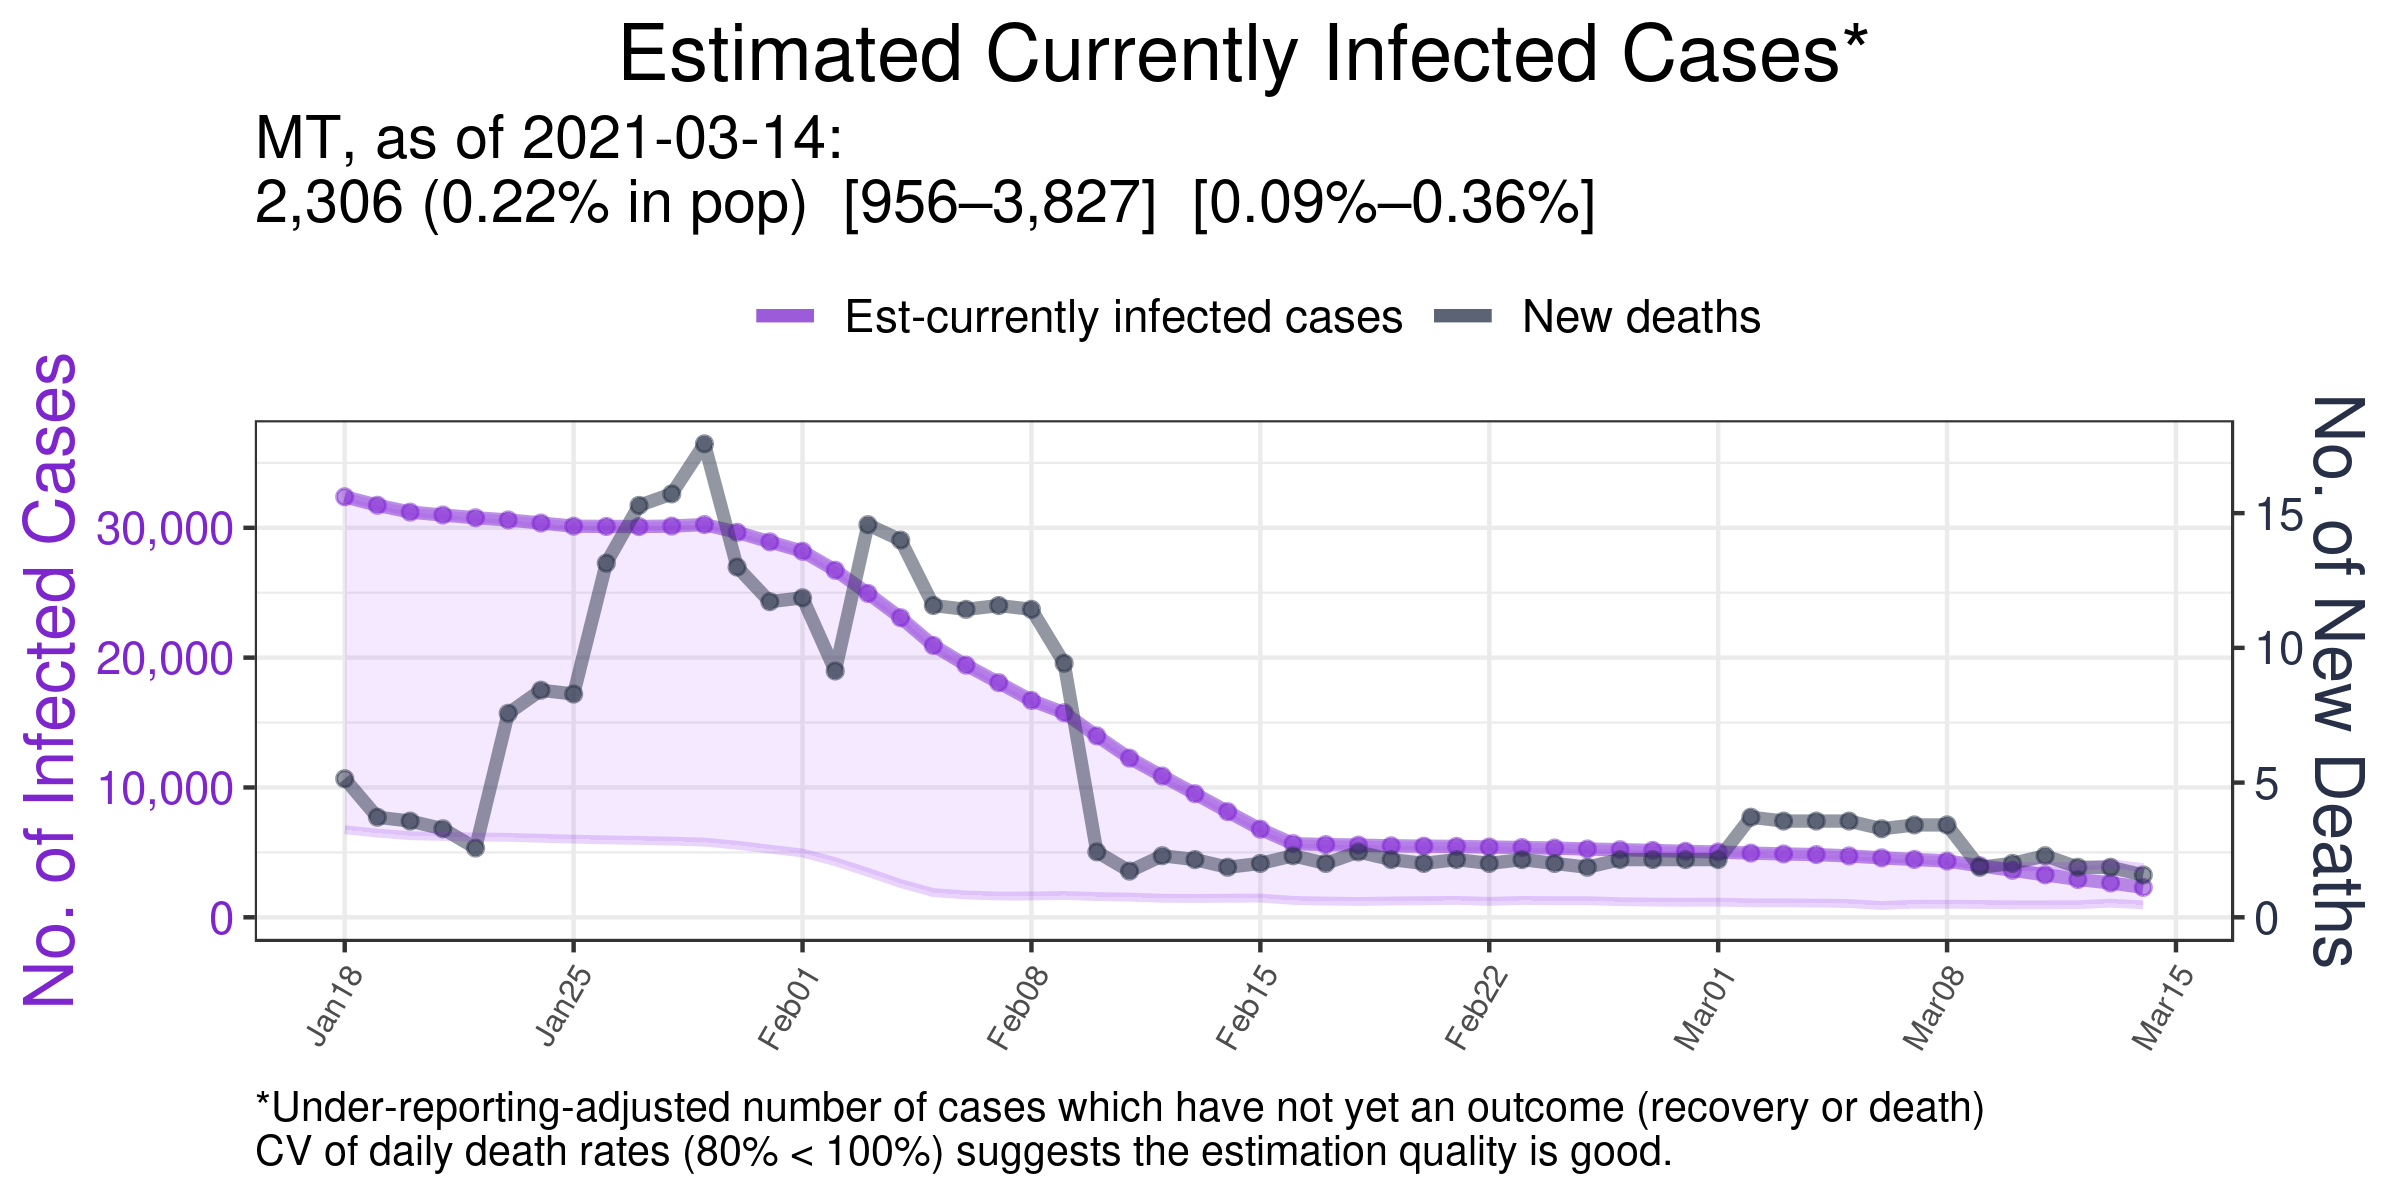 Estimated Currently Infected Cases*
MT, as of 2021-03-14:
2,306 (0.22% in pop)  [956–3,827]  [0.09%–0.36%]
Est-currently infected cases
New deaths
No. of Infected Cases
30,000
20,000
10,000
0
15
10
5
0
No. of New Deaths
Jan18
Jan25
Feb01
Feb08
Feb15
Feb22
Mar01
Mar08
Mar15
*Under-reporting-adjusted number of cases which have not yet an outcome (recovery or death)
CV of daily death rates (80% < 100%) suggests the estimation quality is good.